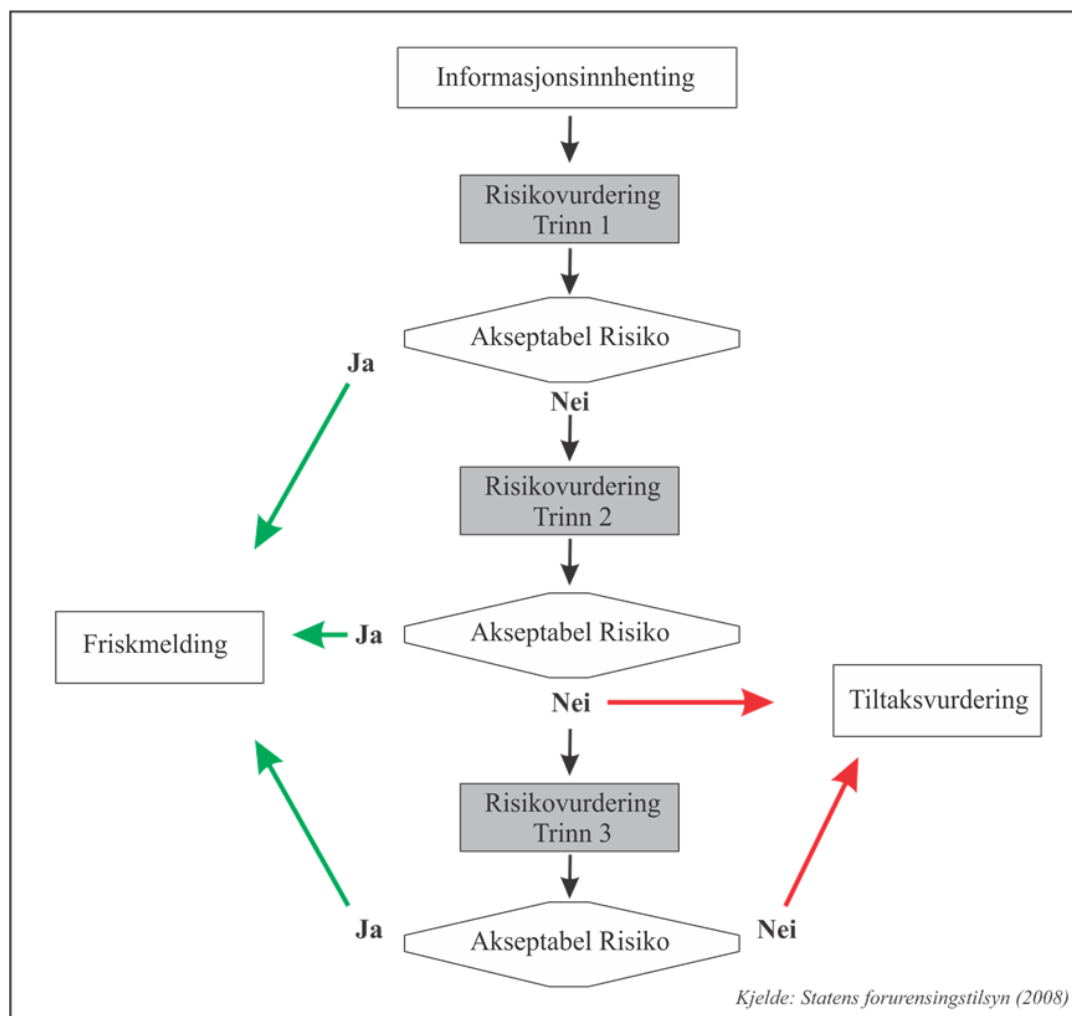 Informasjonsinnhenting
Risikovurdering
Trinn 1
Akseptabel Risiko
Ja
Nei
Risikovurdering
Trinn 2
Friskmelding
Ja
Akseptabel Risiko
Nei
Tiltaksvurdering
Risikovurdering
Trinn 3
Ja
Akseptabel Risiko
Nei
Kjelde: Statens forurensingstilsyn (2008)